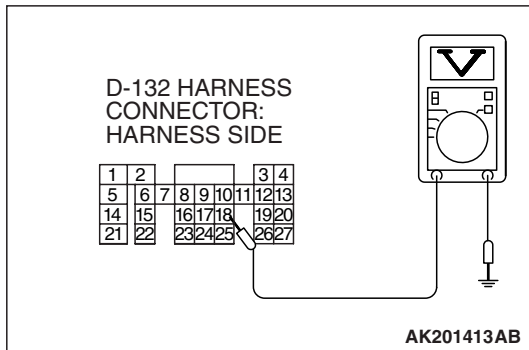 D-132 HARNESS
CONNECTOR:
HARNESS SIDE
V
1 2 3 4
5 6 7 8 9 10 11 12 13
14 15 16 17 18 19 20
21 22 23 24 25 26 27
AK201413AB